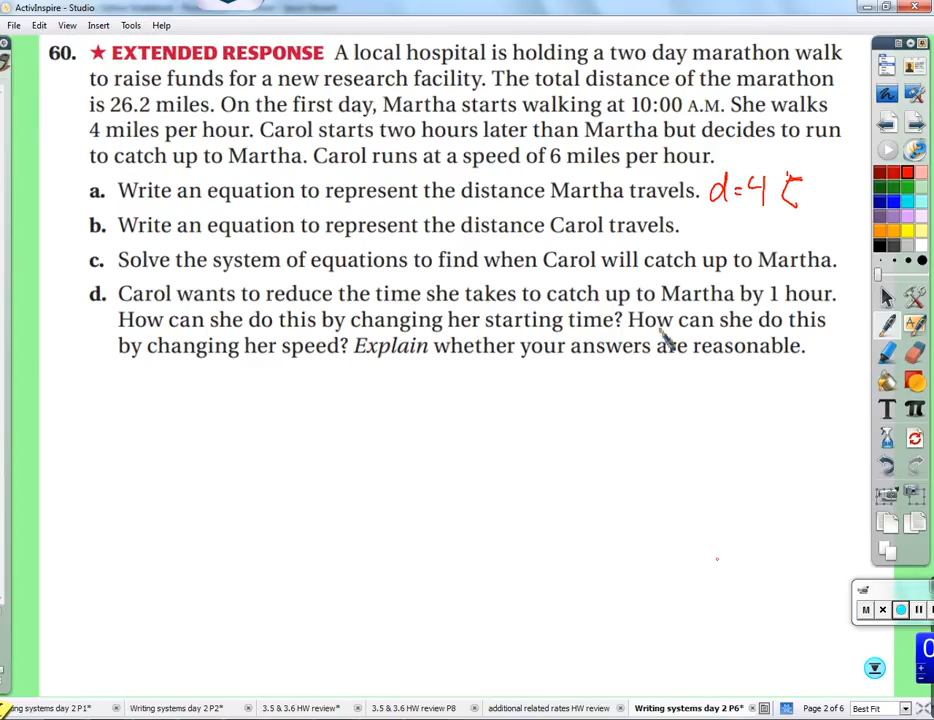 ActivInspire - Studio
File Edit View Insert Tools Help
60. ★ EXTENDED RESPONSE A local hospital is holding a two day marathon walk
to raise funds for a new research facility. The total distance of the marathon
is 26.2 miles. On the first day, Martha starts walking at 10:00 A.M. She walks
4 miles per hour. Carol starts two hours later than Martha but decides to run
to catch up to Martha. Carol runs at a speed of 6 miles per hour.
a. Write an equation to represent the distance Martha travels. d=4t
b. Write an equation to represent the distance Carol travels.
c. Solve the system of equations to find when Carol will catch up to Martha.
d. Carol wants to reduce the time she takes to catch up to Martha by 1 hour.
How can she do this by changing her starting time? How can she do this
by changing her speed? Explain whether your answers are reasonable.
T π
M
0
ng systems day 2 P1* Writing systems day 2 P2* 3.5 & 3.6 HW review* 3.5 & 3.6 HW review P8 additional related rates HW review Writing systems day 2 P6* Page 2 of 6 Best Fit